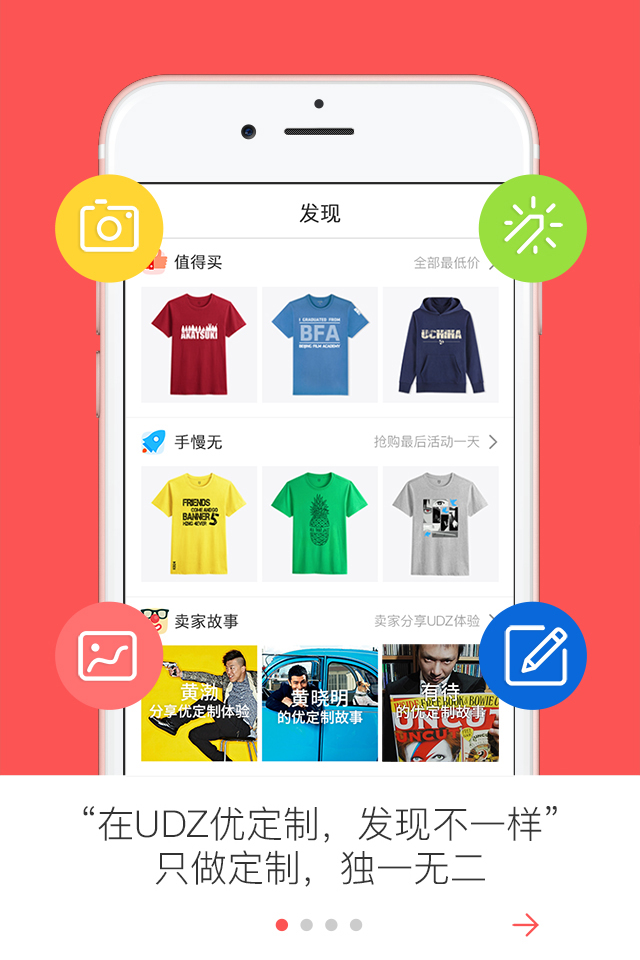 发现
值得买
全部最低价
AKATSUKI
I GRADUATED FROM
BFA
BEIJING FILM ACADEMY
UCHIHA
手慢无
抢购最后活动一天
FRIENDS
COME AND GO
BANNER 5
卖家故事
卖家分享UDZ体验
黄渤
分享优定制体验
黄晓明
的优定制故事
有待
的优定制故事
UNCUT
“在UDZ优定制，发现不一样”
只做定制，独一无二